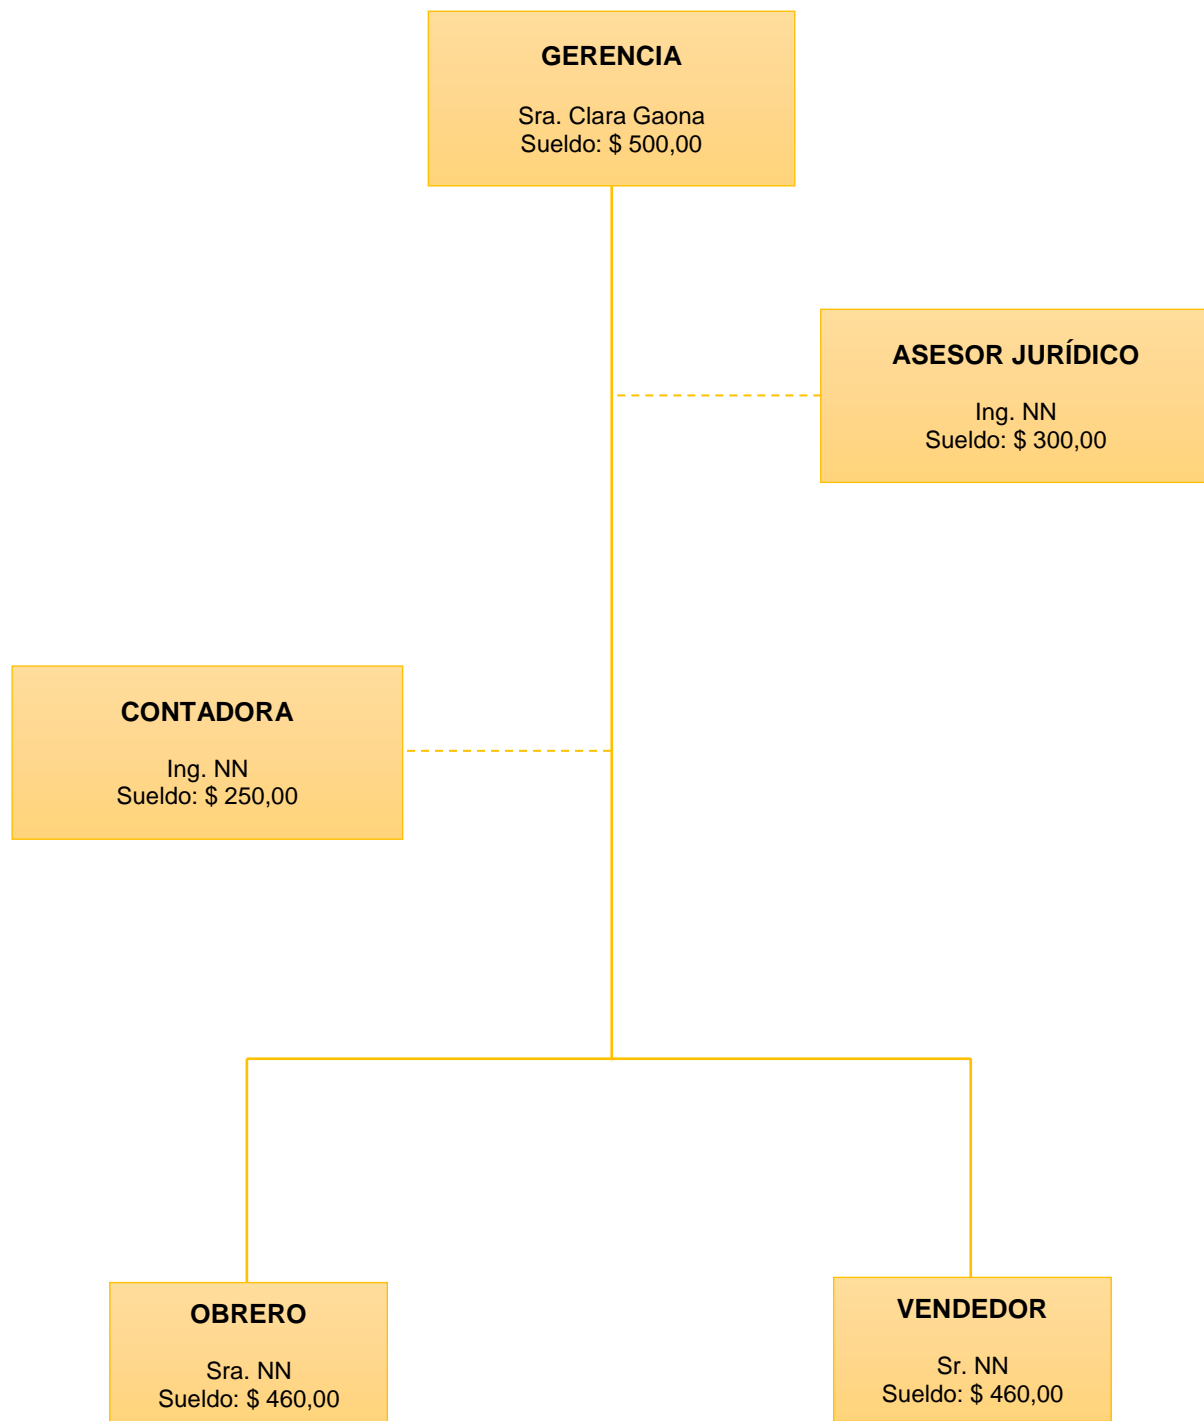 GERENCIA
Sra. Clara Gaona
Sueldo: $ 500,00
ASESOR JURÍDICO
Ing. NN
Sueldo: $ 300,00
CONTADORA
Ing. NN
Sueldo: $ 250,00
OBRERO
Sra. NN
Sueldo: $ 460,00
VENDEDOR
Sr. NN
Sueldo: $ 460,00